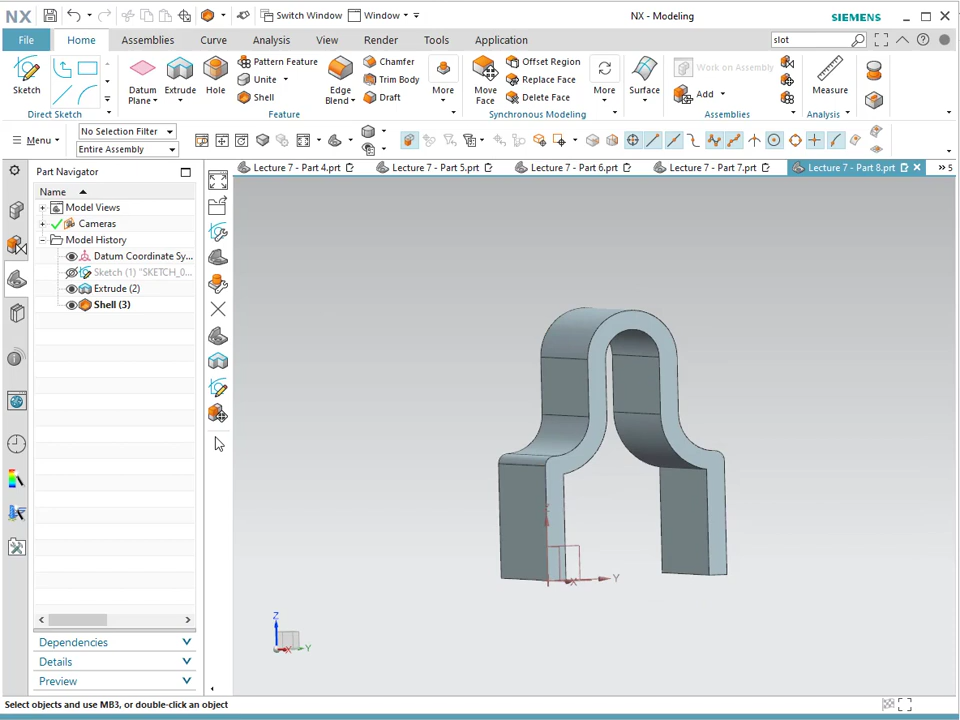 NX
Switch Window
Window
NX - Modeling
SIEMENS
File
Home
Assemblies
Curve
Analysis
View
Render
Tools
Application
slot
Sketch
Datum Plane
Extrude
Hole
Pattern Feature
Unite
Shell
Edge Blend
Chamfer
Trim Body
Draft
More
Move Face
Offset Region
Replace Face
Delete Face
More
Surface
Work on Assembly
Add
Measure
Direct Sketch
Feature
Synchronous Modeling
Assemblies
Analysis
Menu
No Selection Filter
Entire Assembly
Part Navigator
Lecture 7 - Part 4.prt
Lecture 7 - Part 5.prt
Lecture 7 - Part 6.prt
Lecture 7 - Part 7.prt
Lecture 7 - Part 8.prt
5
Name
Model Views
Cameras
Model History
Datum Coordinate Sy...
Sketch (1) "SKETCH_0...
Extrude (2)
Shell (3)
Y
X
Z
X
Y
Dependencies
Details
Preview
Select objects and use MB3, or double-click an object